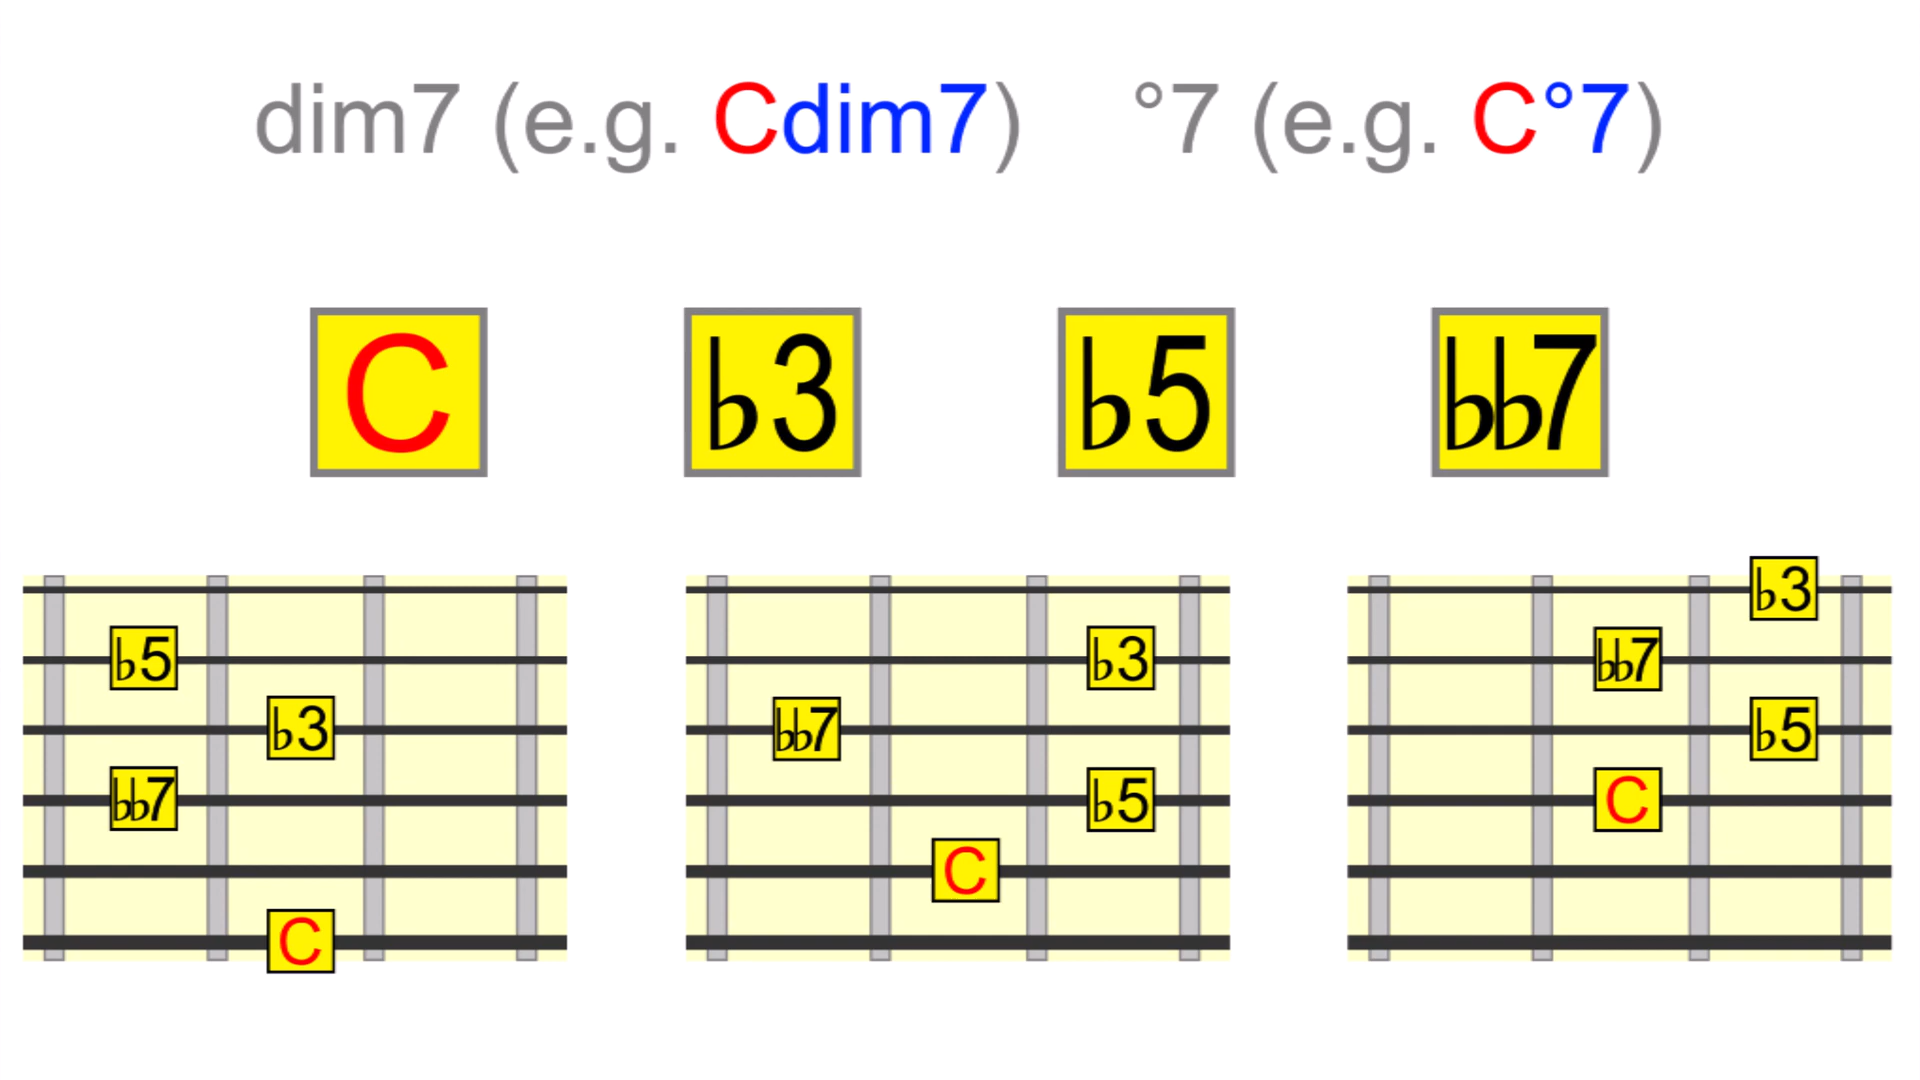 dim7 (e.g. Cdim7) °7 (e.g. C°7)
C ♭3 ♭5 ♭♭7
♭5
♭3
♭♭7
C
♭3
♭♭7
♭5
C
♭3
♭♭7
♭5
C